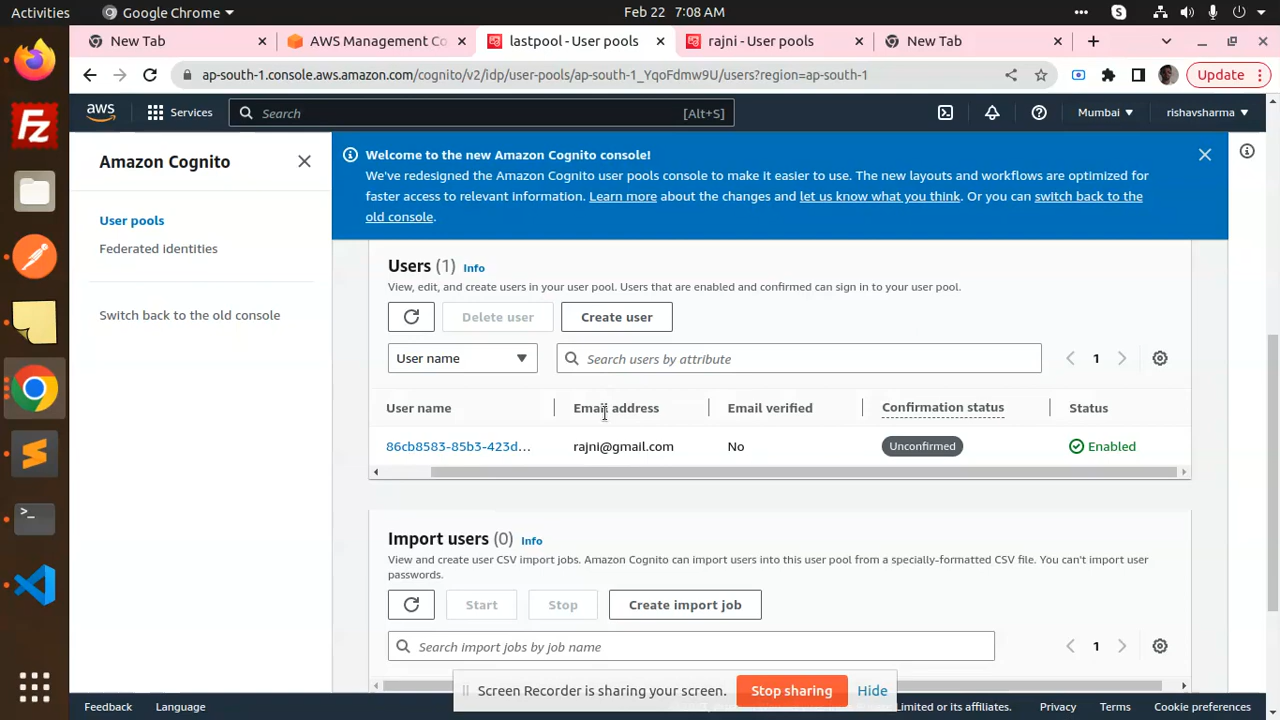 Activities Google Chrome Feb 22 7:08 AM
New Tab AWS Management Co lastpool - User pools rajni - User pools New Tab
ap-south-1.console.aws.amazon.com/cognito/v2/idp/user-pools/ap-south-1_YqoFdmw9U/users?region=ap-south-1 Update
aws Services Search [Alt+S] Mumbai rishavsharma
Amazon Cognito
User pools
Federated identities
Switch back to the old console
Welcome to the new Amazon Cognito console!
We've redesigned the Amazon Cognito user pools console to make it easier to use. The new layouts and workflows are optimized for
faster access to relevant information. Learn more about the changes and let us know what you think. Or you can switch back to the
old console.
Users (1) Info
View, edit, and create users in your user pool. Users that are enabled and confirmed can sign in to your user pool.
Delete user Create user
User name Search users by attribute 1
User name Email address Email verified Confirmation status Status
86cb8583-85b3-423d... rajni@gmail.com No Unconfirmed Enabled
Import users (0) Info
View and create user CSV import jobs. Amazon Cognito can import users into this user pool from a specially-formatted CSV file. You can't import user
passwords.
Start Stop Create import job
Search import jobs by job name 1
Screen Recorder is sharing your screen. Stop sharing Hide
Feedback Language Limited or its affiliates. Privacy Terms Cookie preferences